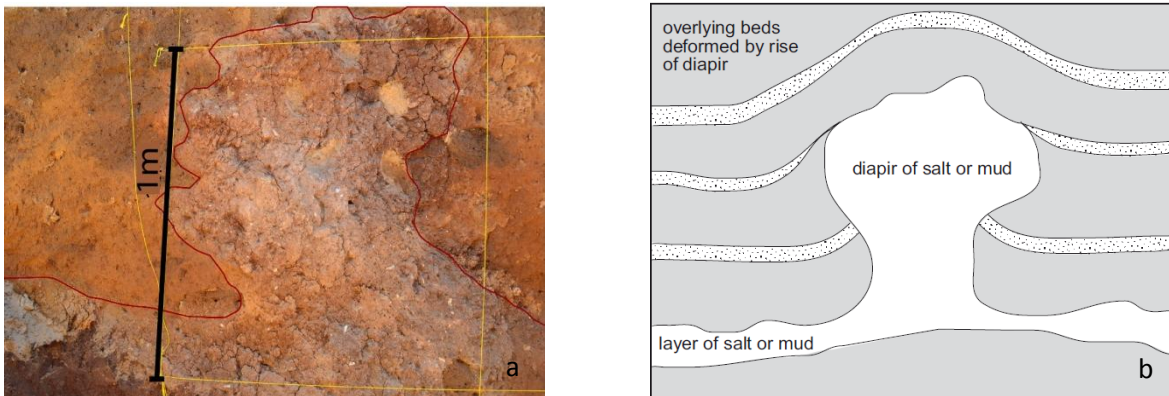 1m
a
overlying beds
deformed by rise
of diapir
diapir of salt or mud
layer of salt or mud
b